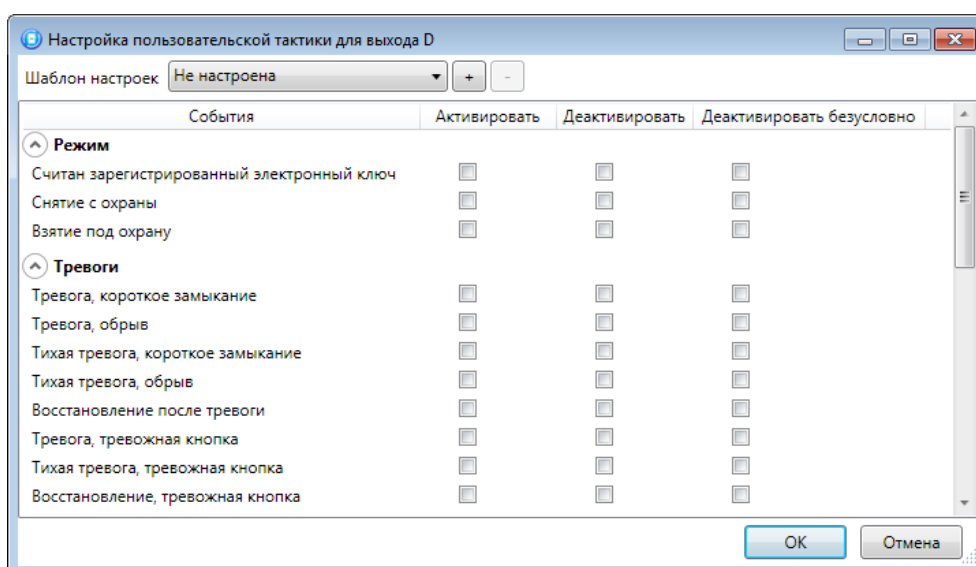 Настройка пользовательской тактики для выхода D
Шаблон настроек Не настроена + -
События Активировать Деактивировать Деактивировать безусловно
Режим
Считан зарегистрированный электронный ключ
Снятие с охраны
Взятие под охрану
Тревоги
Тревога, короткое замыкание
Тревога, обрыв
Тихая тревога, короткое замыкание
Тихая тревога, обрыв
Восстановление после тревоги
Тревога, тревожная кнопка
Тихая тревога, тревожная кнопка
Восстановление, тревожная кнопка
OK Отмена